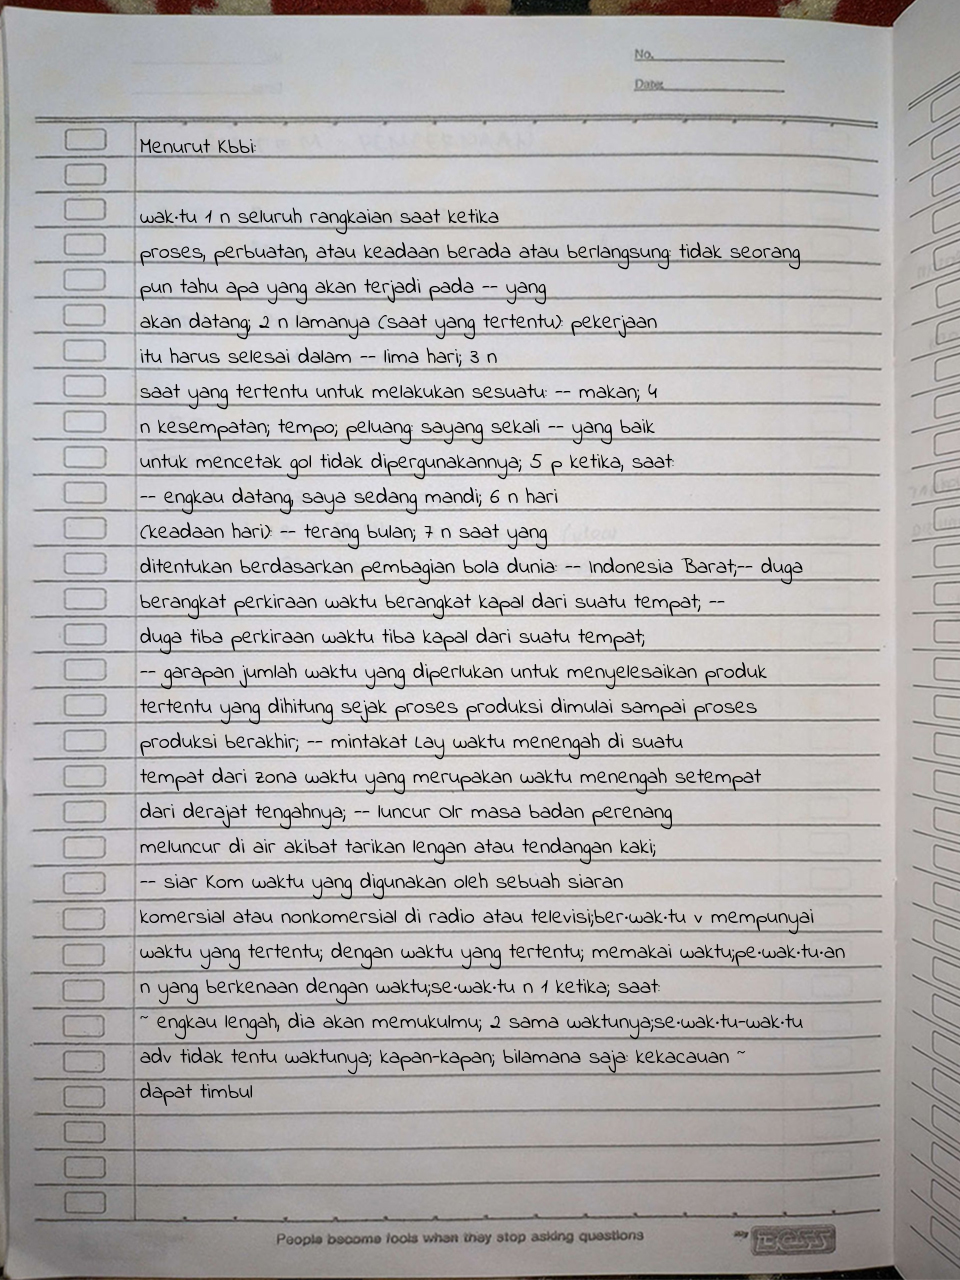 No.
Date:
Menurut Kbbi:
wak·tu 1 n seluruh rangkaian saat ketika
proses, perbuatan, atau keadaan berada atau berlangsung: tidak seorang
pun tahu apa yang akan terjadi pada -- yang
akan datang; 2 n lamanya (saat yang tertentu): pekerjaan
itu harus selesai dalam -- lima hari; 3 n
saat yang tertentu untuk melakukan sesuatu: -- makan; 4
n kesempatan; tempo; peluang: sayang sekali -- yang baik
untuk mencetak gol tidak dipergunakannya; 5 p ketika, saat:
-- engkau datang, saya sedang mandi; 6 n hari
(keadaan hari): -- terang bulan; 7 n saat yang
ditentukan berdasarkan pembagian bola dunia: -- Indonesia Barat;-- duga
berangkat perkiraan waktu berangkat kapal dari suatu tempat; --
duga tiba perkiraan waktu tiba kapal dari suatu tempat;
-- garapan jumlah waktu yang diperlukan untuk menyelesaikan produk
tertentu yang dihitung sejak proses produksi dimulai sampai proses
produksi berakhir; -- mintakat Lay waktu menengah di suatu
tempat dari zona waktu yang merupakan waktu menengah setempat
dari derajat tengahnya; -- luncur Olr masa badan perenang
meluncur di air akibat tarikan lengan atau tendangan kaki;
-- siar Kom waktu yang digunakan oleh sebuah siaran
komersial atau nonkomersial di radio atau televisi;ber·wak·tu v mempunyai
waktu yang tertentu; dengan waktu yang tertentu; memakai waktu;pe·wak·tu·an
n yang berkenaan dengan waktu;se·wak·tu n 1 ketika; saat:
~ engkau lengah, dia akan memukulmu; 2 sama waktunya;se·wak·tu-wak·tu
adv tidak tentu waktunya; kapan-kapan; bilamana saja: kekacauan ~
dapat timbul
People become fools when they stop asking questions
My BOSS